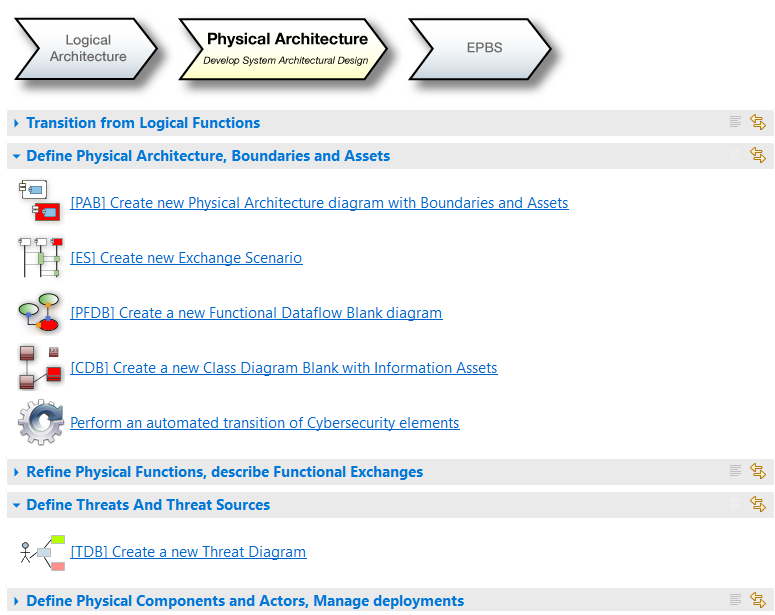 Logical
Architecture
Physical Architecture
Develop System Architectural Design
EPBS
Transition from Logical Functions
Define Physical Architecture, Boundaries and Assets
[PAB] Create new Physical Architecture diagram with Boundaries and Assets
[ES] Create new Exchange Scenario
[PFDB] Create a new Functional Dataflow Blank diagram
[CDB] Create a new Class Diagram Blank with Information Assets
Perform an automated transition of Cybersecurity elements
Refine Physical Functions, describe Functional Exchanges
Define Threats And Threat Sources
[TDB] Create a new Threat Diagram
Define Physical Components and Actors, Manage deployments